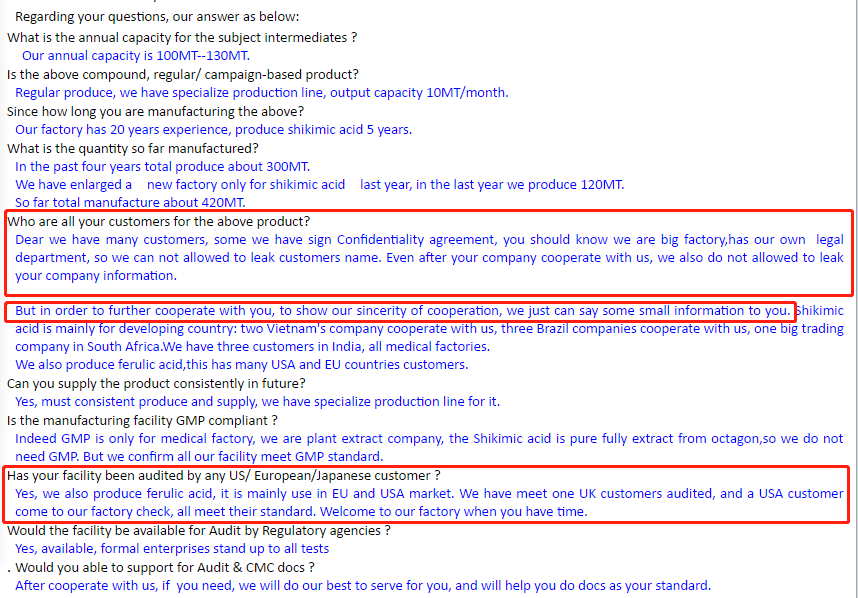 Regarding your questions, our answer as below:
What is the annual capacity for the subject intermediates ?
Our annual capacity is 100MT--130MT.
Is the above compound, regular/ campaign-based product?
Regular produce, we have specialize production line, output capacity 10MT/month.
Since how long you are manufacturing the above?
Our factory has 20 years experience, produce shikimic acid 5 years.
What is the quantity so far manufactured?
In the past four years total produce about 300MT.
We have enlarged a new factory only for shikimic acid last year, in the last year we produce 120MT.
So far total manufacture about 420MT.
Who are all your customers for the above product?
Dear we have many customers, some we have sign Confidentiality agreement, you should know we are big factory,has our own legal
department, so we can not allowed to leak customers name. Even after your company cooperate with us, we also do not allowed to leak
your company information.
But in order to further cooperate with you, to show our sincerity of cooperation, we just can say some small information to you. Shikimic
acid is mainly for developing country: two Vietnam's company cooperate with us, three Brazil companies cooperate with us, one big trading
company in South Africa.We have three customers in India, all medical factories.
We also produce ferulic acid,this has many USA and EU countries customers.
Can you supply the product consistently in future?
Yes, must consistent produce and supply, we have specialize production line for it.
Is the manufacturing facility GMP compliant ?
Indeed GMP is only for medical factory, we are plant extract company, the Shikimic acid is pure fully extract from octagon,so we do not
need GMP. But we confirm all our facility meet GMP standard.
Has your facility been audited by any US/ European/Japanese customer ?
Yes, we also produce ferulic acid, it is mainly use in EU and USA market. We have meet one UK customers audited, and a USA customer
come to our factory check, all meet their standard. Welcome to our factory when you have time.
Would the facility be available for Audit by Regulatory agencies ?
Yes, available, formal enterprises stand up to all tests
. Would you able to support for Audit & CMC docs ?
After cooperate with us, if you need, we will do our best to serve for you, and will help you do docs as your standard.